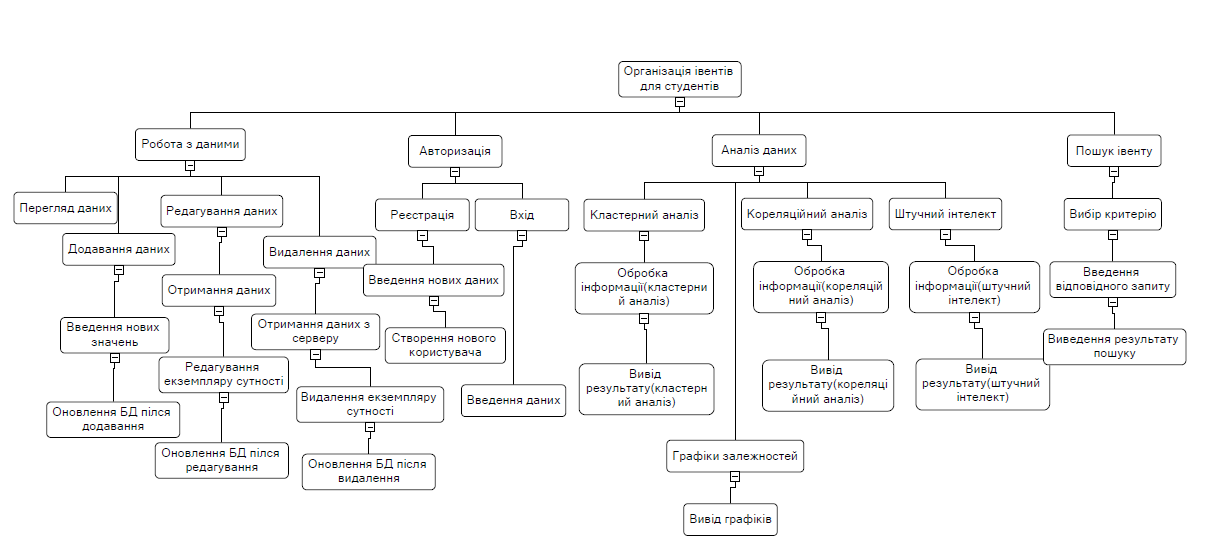 Організація івентів
для студентів
Робота з даними
Авторизація
Аналіз даних
Пошук івенту
Перегляд даних
Редагування даних
Реєстрація
Вхід
Кластерний аналіз
Кореляційний аналіз
Штучний інтелект
Вибір критерію
Додавання даних
Видалення даних
Отримання даних
Введення нових даних
Обробка
інформації(кластерни
й аналіз)
Обробка
інформації(кореляцій
ний аналіз)
Обробка
інформації(штучний
інтелект)
Введення
відповідного запиту
Введення нових
значень
Отримання даних з
серверу
Створення нового
користувача
Виведення результату
пошуку
Редагування
екземпляру сутності
Видалення екземпляру
сутності
Введення даних
Вивід
результату(кластерн
ий аналіз)
Вивід
результату(кореляці
йний аналіз)
Вивід
результату(штучний
інтелект)
Оновлення БД пілся
додавання
Оновлення БД пілся
редагування
Оновлення БД після
видалення
Графіки залежностей
Вивід графіків